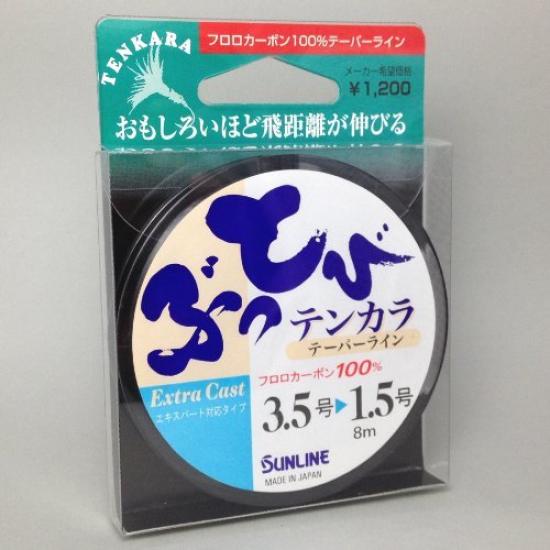 TENKARA
フロロカーボン100%テーパーライン
メーカー希望価格
¥1,200
おもしろいほど飛距離が伸びる
ぶっとび
テンカラ
テーパーライン
フロロカーボン100%
Extra Cast
エキスパート対応タイプ
3.5号▶1.5号
8m
SUNLINE
MADE IN JAPAN